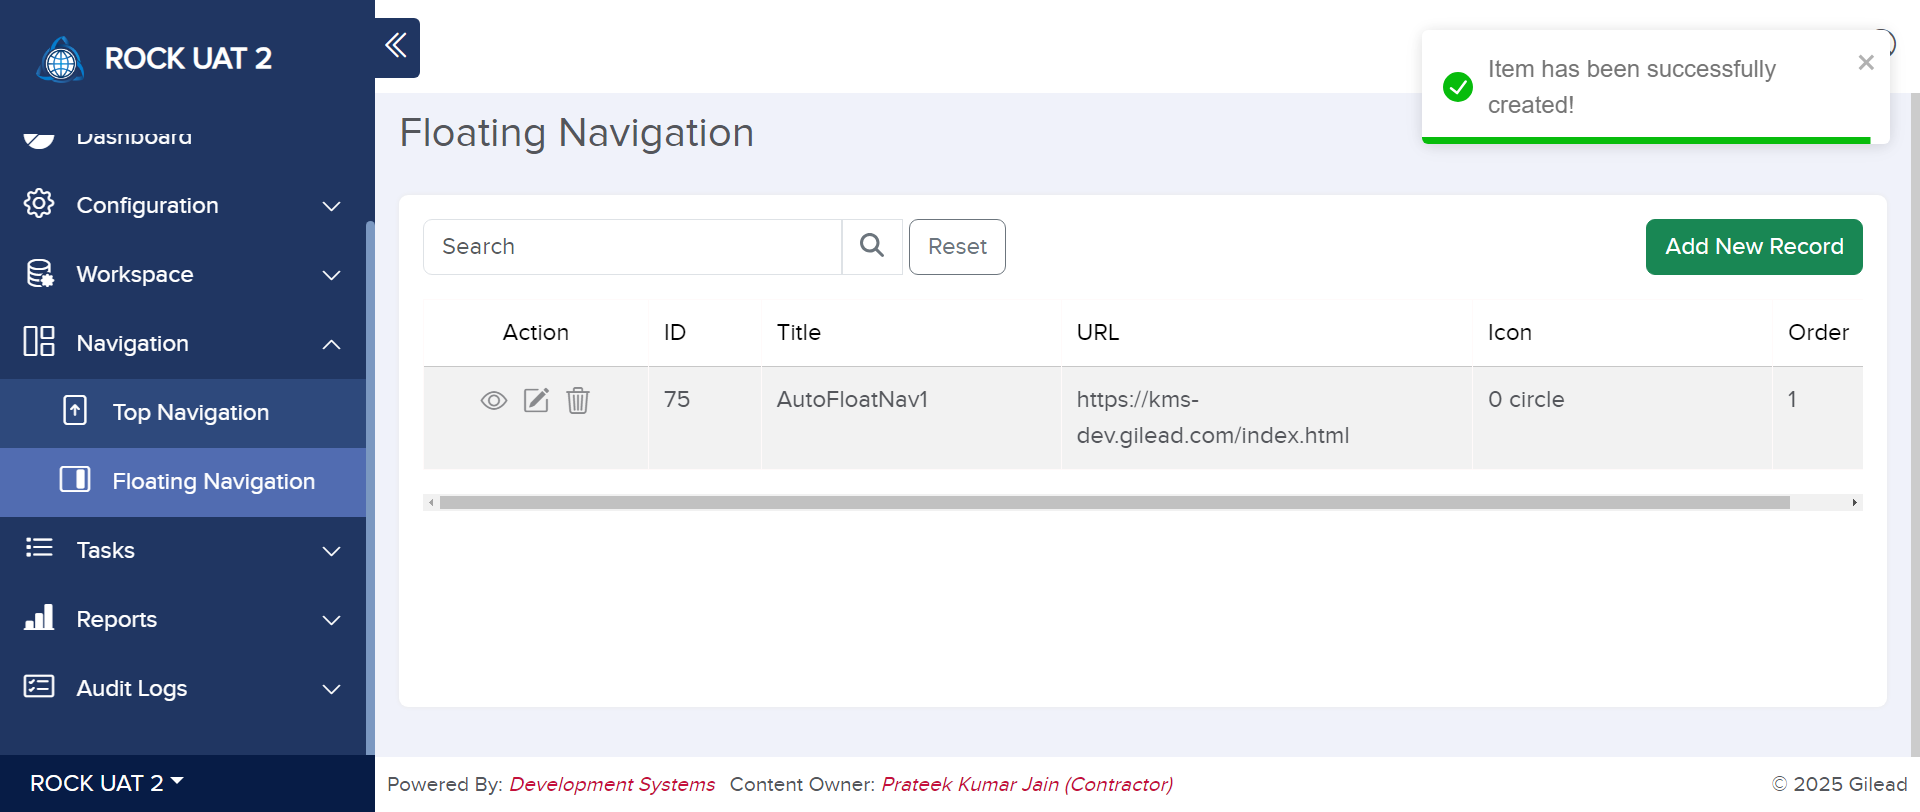 ROCK UAT 2
Dashboard
Configuration
Workspace
Navigation
Top Navigation
Floating Navigation
Tasks
Reports
Audit Logs
ROCK UAT 2
Item has been successfully
created!
Floating Navigation
Search
Reset
Add New Record
Action ID Title URL Icon Order
75 AutoFloatNav1 https://kms- 0 circle 1
dev.gilead.com/index.html
Powered By: Development Systems Content Owner: Prateek Kumar Jain (Contractor)
© 2025 Gilead